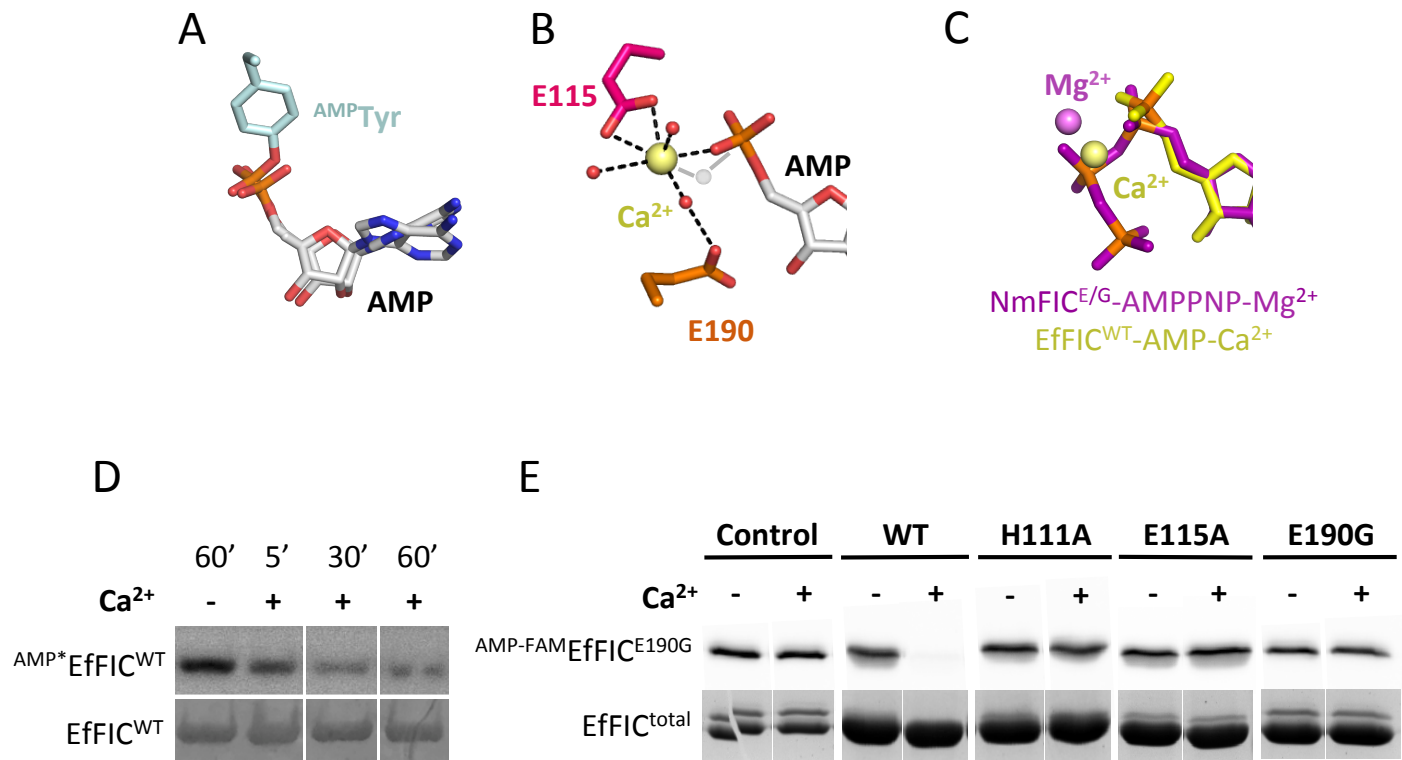 A
AMPTyr
AMP
B
E115
AMP
Ca2+
E190
C
Mg2+
Ca2+
NmFICE/G-AMPPNP-Mg2+
EfFICWT-AMP-Ca2+
D
60’ 5’ 30’ 60’
Ca2+ - + + +
AMP*EfFICWT
EfFICWT
E
Control WT H111A E115A E190G
Ca2+ - + - + - + - + - +
AMP-FAMEfFICE190G
EfFICtotal